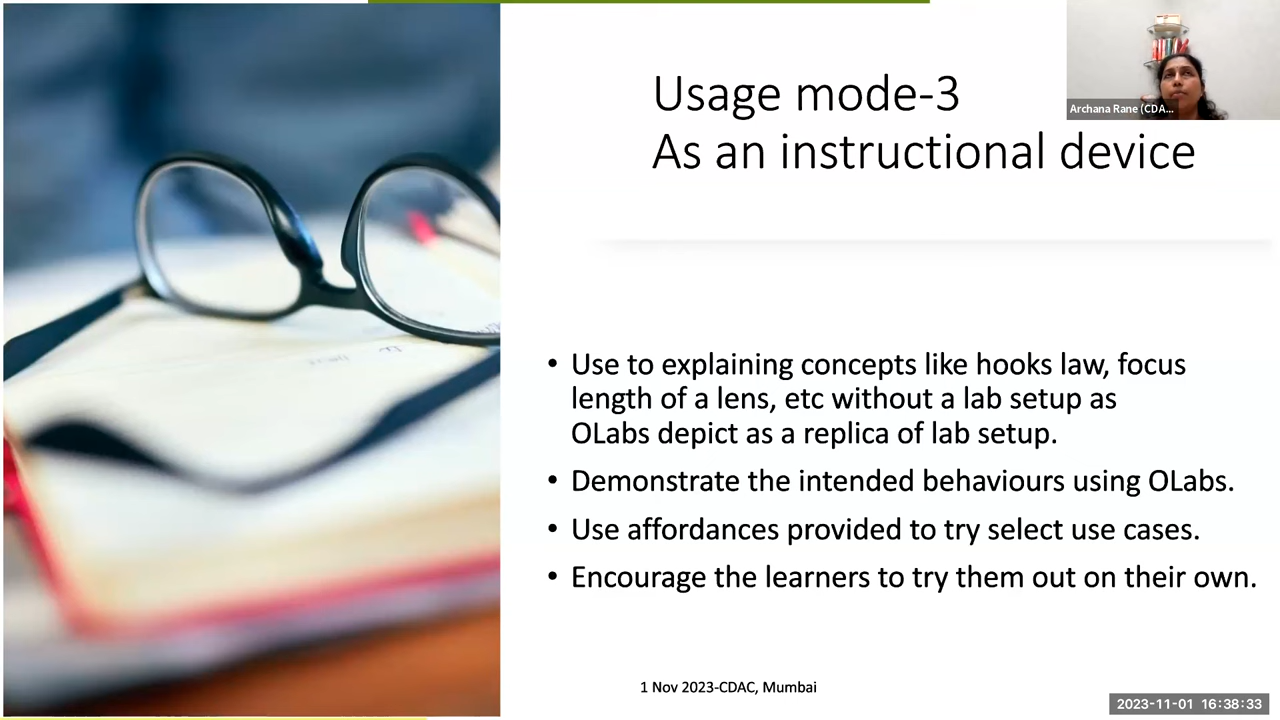 Usage mode-3
As an instructional device
Archana Rane (CDA...
• Use to explaining concepts like hooks law, focus
length of a lens, etc without a lab setup as
OLabs depict as a replica of lab setup.
• Demonstrate the intended behaviours using OLabs.
• Use affordances provided to try select use cases.
• Encourage the learners to try them out on their own.
1 Nov 2023-CDAC, Mumbai
2023-11-01 16:38:33